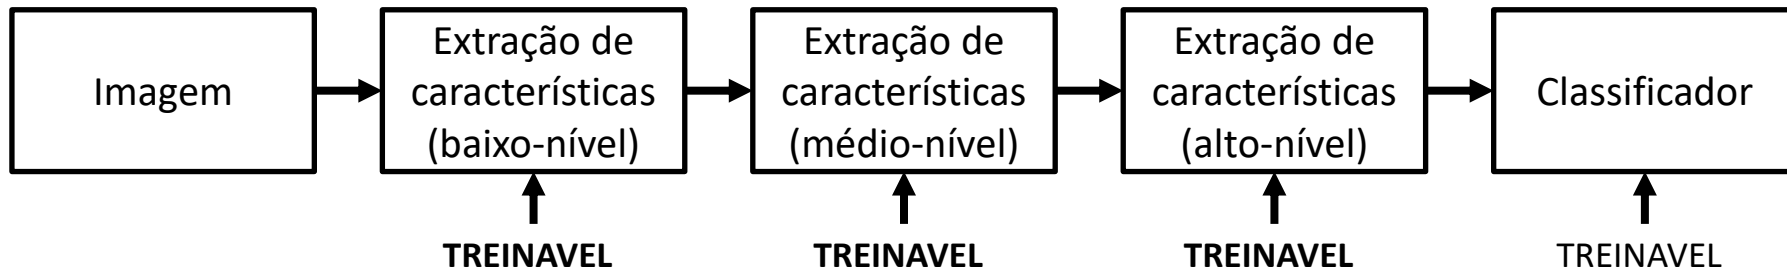 Imagem
Extração de
características
(baixo-nível)
Extração de
características
(médio-nível)
Extração de
características
(alto-nível)
Classificador
TREINAVEL
TREINAVEL
TREINAVEL
TREINAVEL